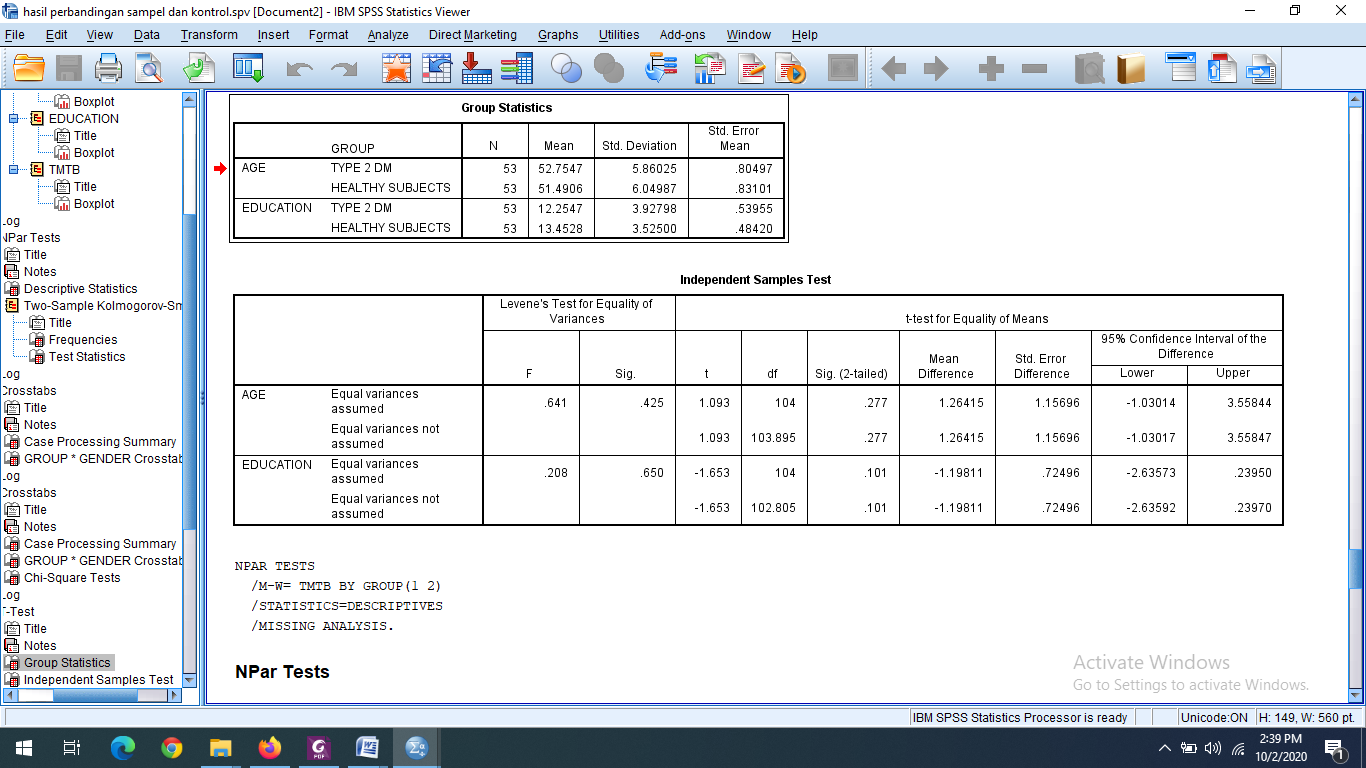 hasil perbandingan sampel dan kontrol.spv [Document2] - IBM SPSS Statistics Viewer
File Edit View Data Transform Insert Format Analyze Direct Marketing Graphs Utilities Add-ons Window Help
Boxplot
EDUCATION
Title
Boxplot
TMTB
Title
Boxplot
Log
NPar Tests
Title
Notes
Descriptive Statistics
Two-Sample Kolmogorov-Sm
Title
Frequencies
Test Statistics
Log
Crosstabs
Title
Notes
Case Processing Summary
GROUP * GENDER Crosstab
Log
Crosstabs
Title
Notes
Case Processing Summary
GROUP * GENDER Crosstab
Chi-Square Tests
Log
T-Test
Title
Notes
Group Statistics
Independent Samples Test
Group Statistics
GROUP N Mean Std. Deviation Std. Error Mean
AGE TYPE 2 DM 53 52.7547 5.86025 .80497
HEALTHY SUBJECTS 53 51.4906 6.04987 .83101
EDUCATION TYPE 2 DM 53 12.2547 3.92798 .53955
HEALTHY SUBJECTS 53 13.4528 3.52500 .48420
Independent Samples Test
Levene's Test for Equality of Variances
t-test for Equality of Means
95% Confidence Interval of the Difference
F Sig. t df Sig. (2-tailed) Mean Difference Std. Error Difference Lower Upper
AGE Equal variances assumed .641 .425 1.093 104 .277 1.26415 1.15696 -1.03014 3.55844
Equal variances not assumed 1.093 103.895 .277 1.26415 1.15696 -1.03017 3.55847
EDUCATION Equal variances assumed .208 .650 -1.653 104 .101 -1.19811 .72496 -2.63573 .23950
Equal variances not assumed -1.653 102.805 .101 -1.19811 .72496 -2.63592 .23970
NPAR TESTS
/M-W= TMTB BY GROUP(1 2)
/STATISTICS=DESCRIPTIVES
/MISSING ANALYSIS.
NPar Tests
Activate Windows
Go to Settings to activate Windows.
IBM SPSS Statistics Processor is ready Unicode:ON H: 149, W: 560 pt.
2:39 PM
10/2/2020
1